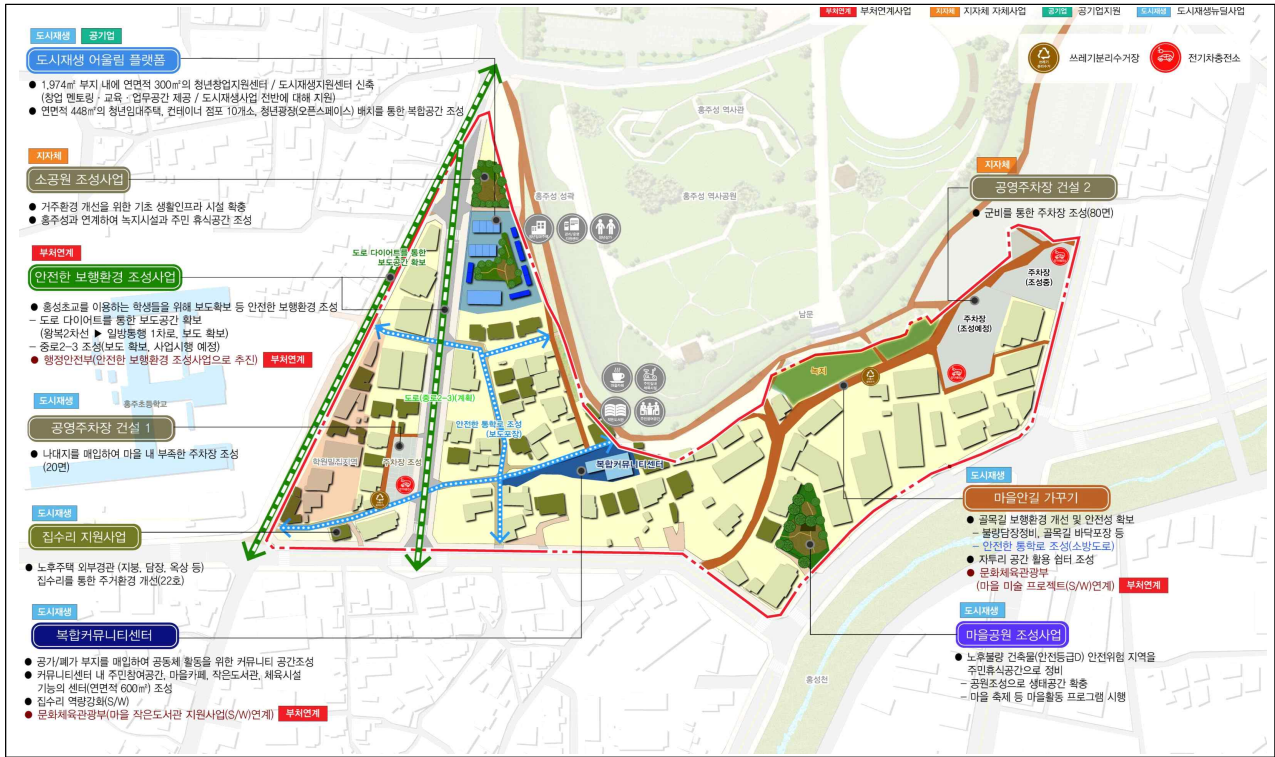 부처연계 부처연계사업 지자체 지자체 자체사업 공기업 공기업지원 도시재생 도시재생뉴딜사업
쓰레기분리수거장 전기차충전소
도시재생 공기업
도시재생 어울림 플랫폼
● 1,974㎡ 부지 내에 연면적 300㎡의 청년창업지원센터 / 도시재생지원센터 신축
(창업 멘토링 · 교육 · 업무공간 제공 / 도시재생사업 전반에 대해 지원)
● 연면적 448㎡의 청년임대주택, 컨테이너 점포 10개소, 청년광장(오픈스페이스) 배치를 통한 복합공간 조성
지자체
소공원 조성사업
● 거주환경 개선을 위한 기초 생활인프라 시설 확충
● 홍주성과 연계하여 녹지시설과 주민 휴식공간 조성
부처연계
안전한 보행환경 조성사업
● 홍성초교를 이용하는 학생들을 위해 보도확보 등 안전한 보행환경 조성
– 도로 다이어트를 통한 보도공간 확보
(왕복2차선 ▶ 일방통행 1차로, 보도 확보)
– 중로2-3 조성(보도 확보, 사업시행 예정)
● 행정안전부(안전한 보행환경 조성사업으로 추진) 부처연계
도시재생
공영주차장 건설 1
● 나대지를 매입하여 마을 내 부족한 주차장 조성
(20면)
도시재생
집수리 지원사업
● 노후주택 외부경관 (지붕, 담장, 옥상 등)
집수리를 통한 주거환경 개선(22호)
도시재생
복합커뮤니티센터
● 공가/폐가 부지를 매입하여 공동체 활동을 위한 커뮤니티 공간조성
● 커뮤니티센터 내 주민참여공간, 마을카페, 작은도서관, 체육시설
기능의 센터(연면적 600㎡) 조성
● 집수리 역량강화(S/W)
● 문화체육관광부(마을 작은도서관 지원사업(S/W)연계) 부처연계
홍주성 역사관
홍주성 성곽
홍주성 역사공원
남문
도로 다이어트를 통한
보도공간 확보
홍주초등학교
도로(중로2-3)(계획)
안전한 통학로 조성
(보도포장)
학원밀집지역
주차장 조성
복합커뮤니티센터
녹지
주차장
(조성중)
주차장
(조성예정)
홍성천
지자체
공영주차장 건설 2
● 군비를 통한 주차장 조성(80면)
도시재생
마을안길 가꾸기
● 골목길 보행환경 개선 및 안전성 확보
– 불량담장정비, 골목길 바닥포장 등
– 안전한 통학로 조성(소방도로)
● 자투리 공간 활용 쉼터 조성
● 문화체육관광부
(마을 미술 프로젝트(S/W)연계) 부처연계
도시재생
마을공원 조성사업
● 노후불량 건축물(안전등급D) 안전위험 지역을
주민휴식공간으로 정비
– 공원조성으로 생태공간 확충
– 마을 축제 등 마을활동 프로그램 시행